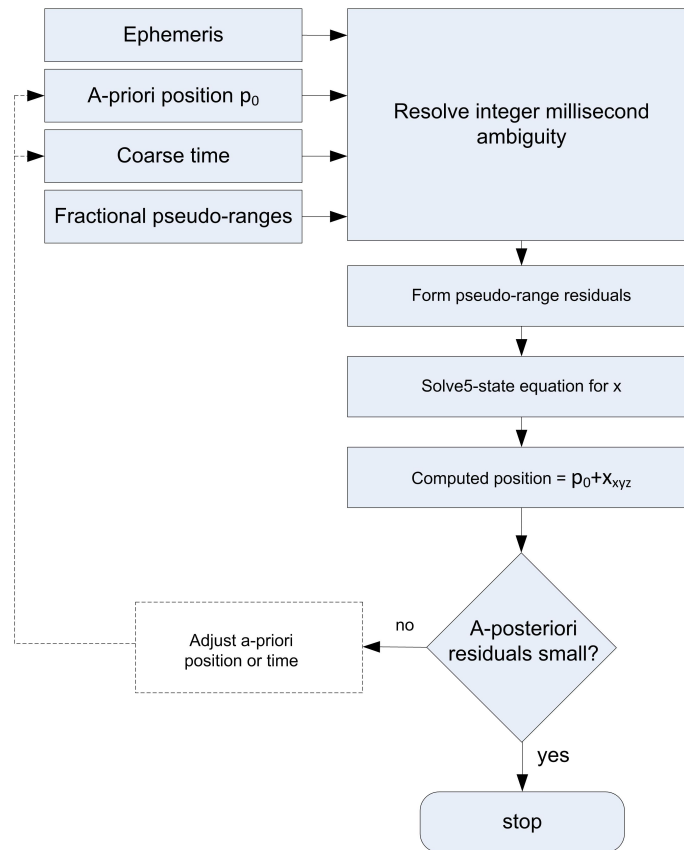 Ephemeris
A-priori position p₀
Coarse time
Fractional pseudo-ranges
Resolve integer millisecond
ambiguity
Form pseudo-range residuals
Solve5-state equation for x
Computed position = p₀+xₓᵧz
A-posteriori
residuals small?
no
Adjust a-priori
position or time
yes
stop